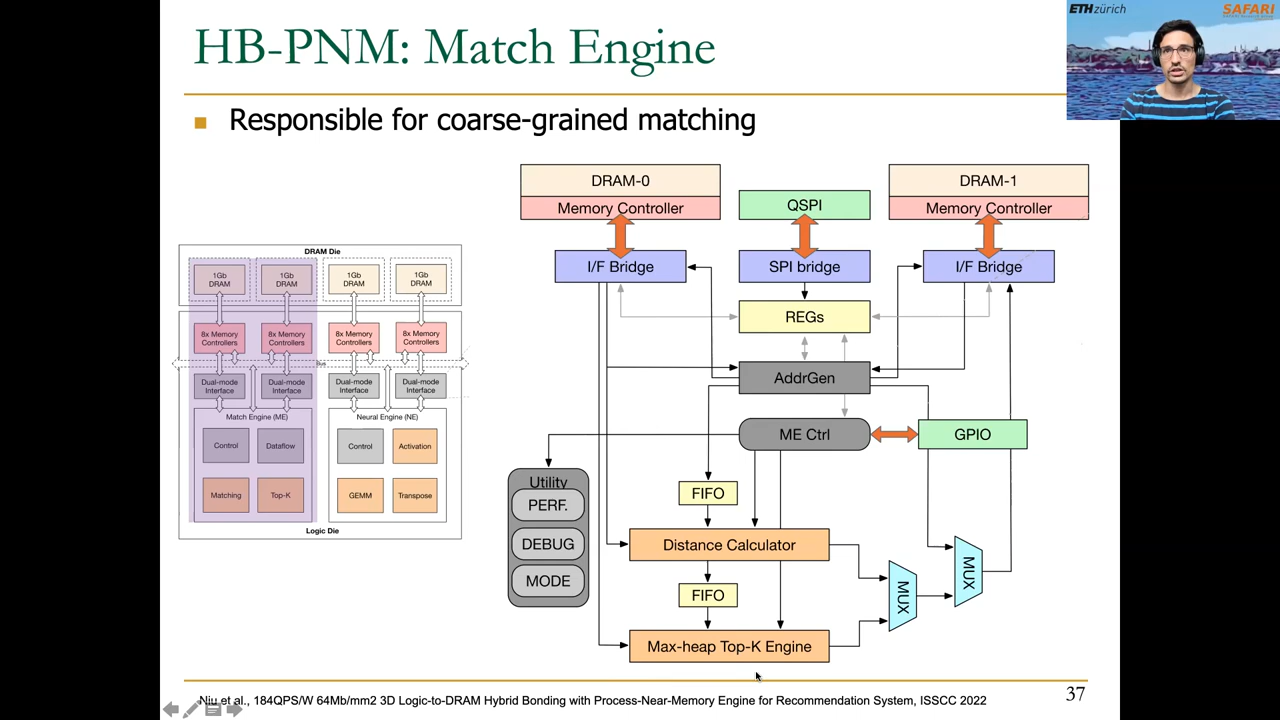 HB-PNM: Match Engine
ETHzürich
SAFARI
Responsible for coarse-grained matching
DRAM-0
Memory Controller
QSPI
DRAM-1
Memory Controller
I/F Bridge
SPI bridge
I/F Bridge
REGs
AddrGen
ME Ctrl
GPIO
Utility
PERF.
DEBUG
MODE
FIFO
Distance Calculator
FIFO
Max-heap Top-K Engine
MUX
MUX
DRAM Die
1Gb DRAM
1Gb DRAM
1Gb DRAM
1Gb DRAM
8x Memory Controllers
8x Memory Controllers
8x Memory Controllers
8x Memory Controllers
Bus
Dual-mode Interface
Dual-mode Interface
Dual-mode Interface
Dual-mode Interface
Match Engine (ME)
Neural Engine (NE)
Control
Dataflow
Control
Activation
Matching
Top-K
GEMM
Transpose
Logic Die
Niu et al., 184QPS/W 64Mb/mm2 3D Logic-to-DRAM Hybrid Bonding with Process-Near-Memory Engine for Recommendation System, ISSCC 2022
37